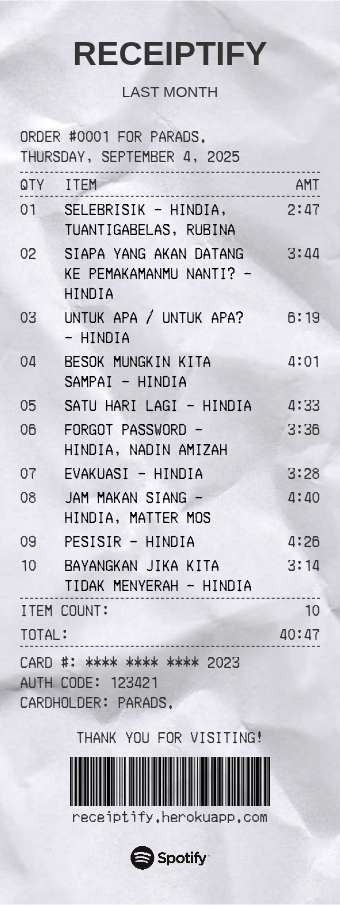 RECEIPTIFY
LAST MONTH
ORDER #0001 FOR PARADS.
THURSDAY, SEPTEMBER 4, 2025
QTY ITEM AMT
01 SELEBRISIK - HINDIA, 2:47
TUANTIGABELAS, RUBINA
02 SIAPA YANG AKAN DATANG 3:44
KE PEMAKAMANMU NANTI? -
HINDIA
03 UNTUK APA / UNTUK APA? 6:19
- HINDIA
04 BESOK MUNGKIN KITA 4:01
SAMPAI - HINDIA
05 SATU HARI LAGI - HINDIA 4:33
06 FORGOT PASSWORD - 3:36
HINDIA, NADIN AMIZAH
07 EVAKUASI - HINDIA 3:28
08 JAM MAKAN SIANG - 4:40
HINDIA, MATTER MOS
09 PESISIR - HINDIA 4:26
10 BAYANGKAN JIKA KITA 3:14
TIDAK MENYERAH - HINDIA
ITEM COUNT: 10
TOTAL: 40:47
CARD #: **** **** **** 2023
AUTH CODE: 123421
CARDHOLDER: PARADS.
THANK YOU FOR VISITING!
receiptify.herokuapp.com
Spotify